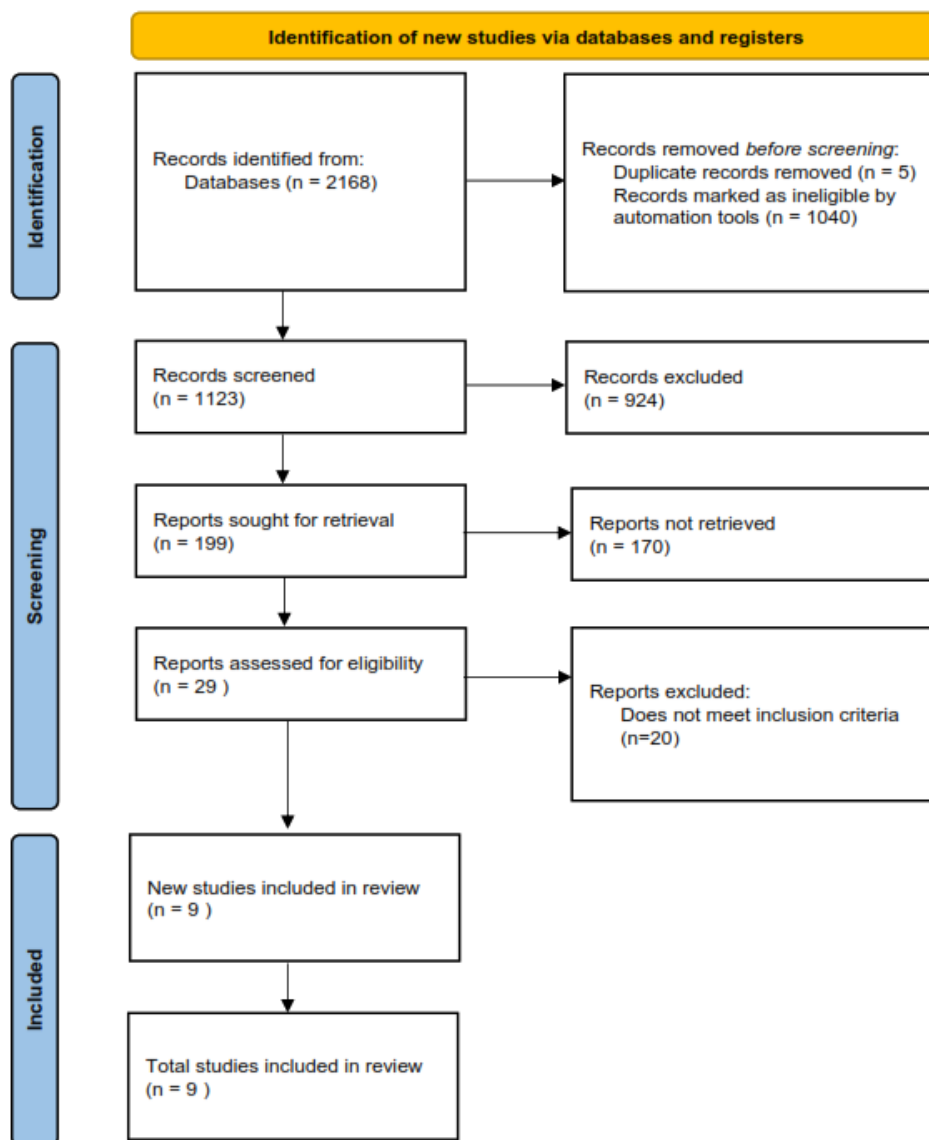 Identification of new studies via databases and registers
Identification
Records identified from:
Databases (n = 2168)
Records removed before screening:
Duplicate records removed (n = 5)
Records marked as ineligible by
automation tools (n = 1040)
Screening
Records screened
(n = 1123)
Records excluded
(n = 924)
Reports sought for retrieval
(n = 199)
Reports not retrieved
(n = 170)
Reports assessed for eligibility
(n = 29 )
Reports excluded:
Does not meet inclusion criteria
(n=20)
Included
New studies included in review
(n = 9 )
Total studies included in review
(n = 9 )